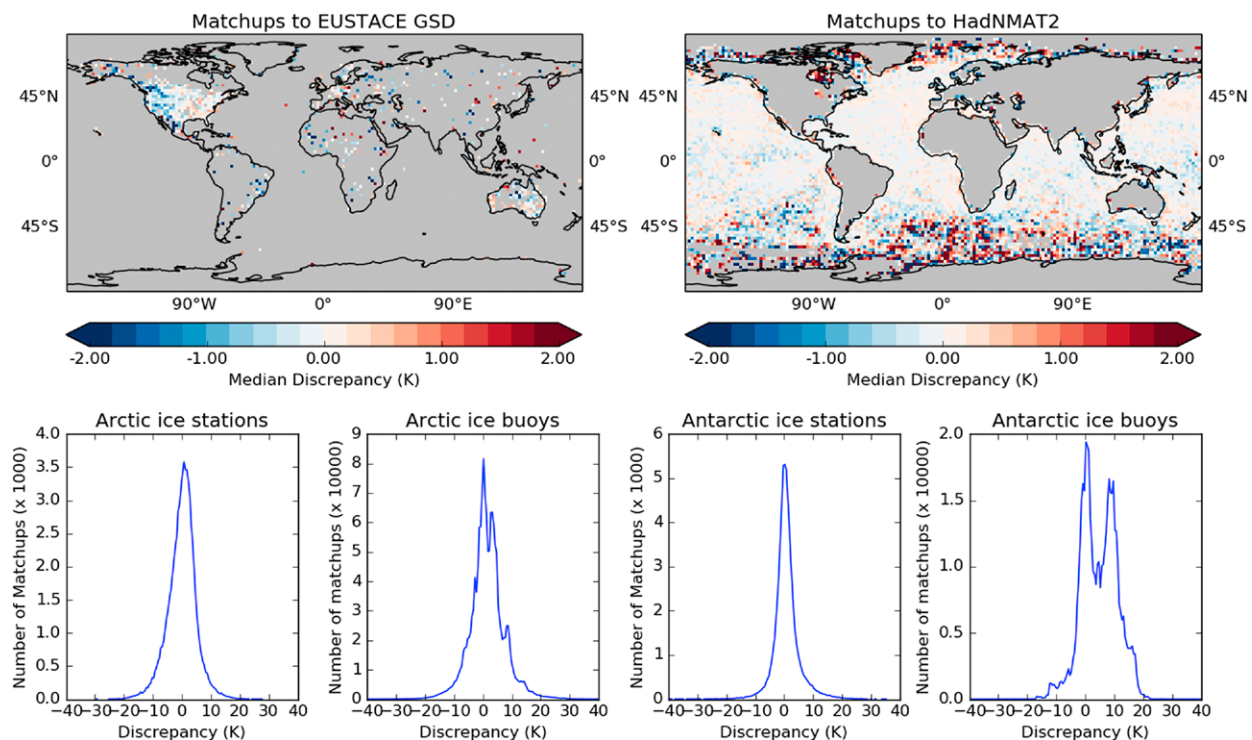 Matchups to EUSTACE GSD
Matchups to HadNMAT2
45°N
45°N
45°N
0°
0°
0°
45°S
45°S
45°S
90°W
0°
90°E
90°W
0°
90°E
-2.00
-1.00
0.00
1.00
2.00
-2.00
-1.00
0.00
1.00
2.00
Median Discrepancy (K)
Median Discrepancy (K)
Arctic ice stations
Number of Matchups (x 1000)
4.0
3.5
3.0
2.5
2.0
1.5
1.0
0.5
0.0
−40−30−20−10 0 10 20 30 40
Discrepancy (K)
Arctic ice buoys
Number of matchups (x 10000)
9
8
7
6
5
4
3
2
1
0
−40−30−20−10 0 10 20 30 40
Discrepancy (K)
Antarctic ice stations
Number of Matchups (x 1000)
6
5
4
3
2
1
0
−40−30−20−10 0 10 20 30 40
Discrepancy (K)
Antarctic ice buoys
Number of matchups (x 10000)
2.0
1.5
1.0
0.5
0.0
−40−30−20−10 0 10 20 30 40
Discrepancy (K)